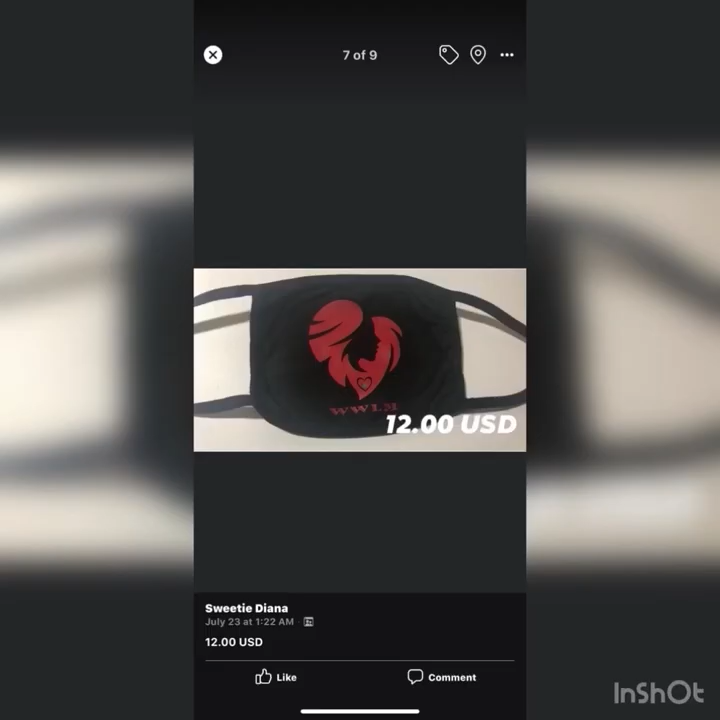 7 of 9
WWLM
12.00 USD
Sweetie Diana
July 23 at 1:22 AM
12.00 USD
Like
Comment
InShOt